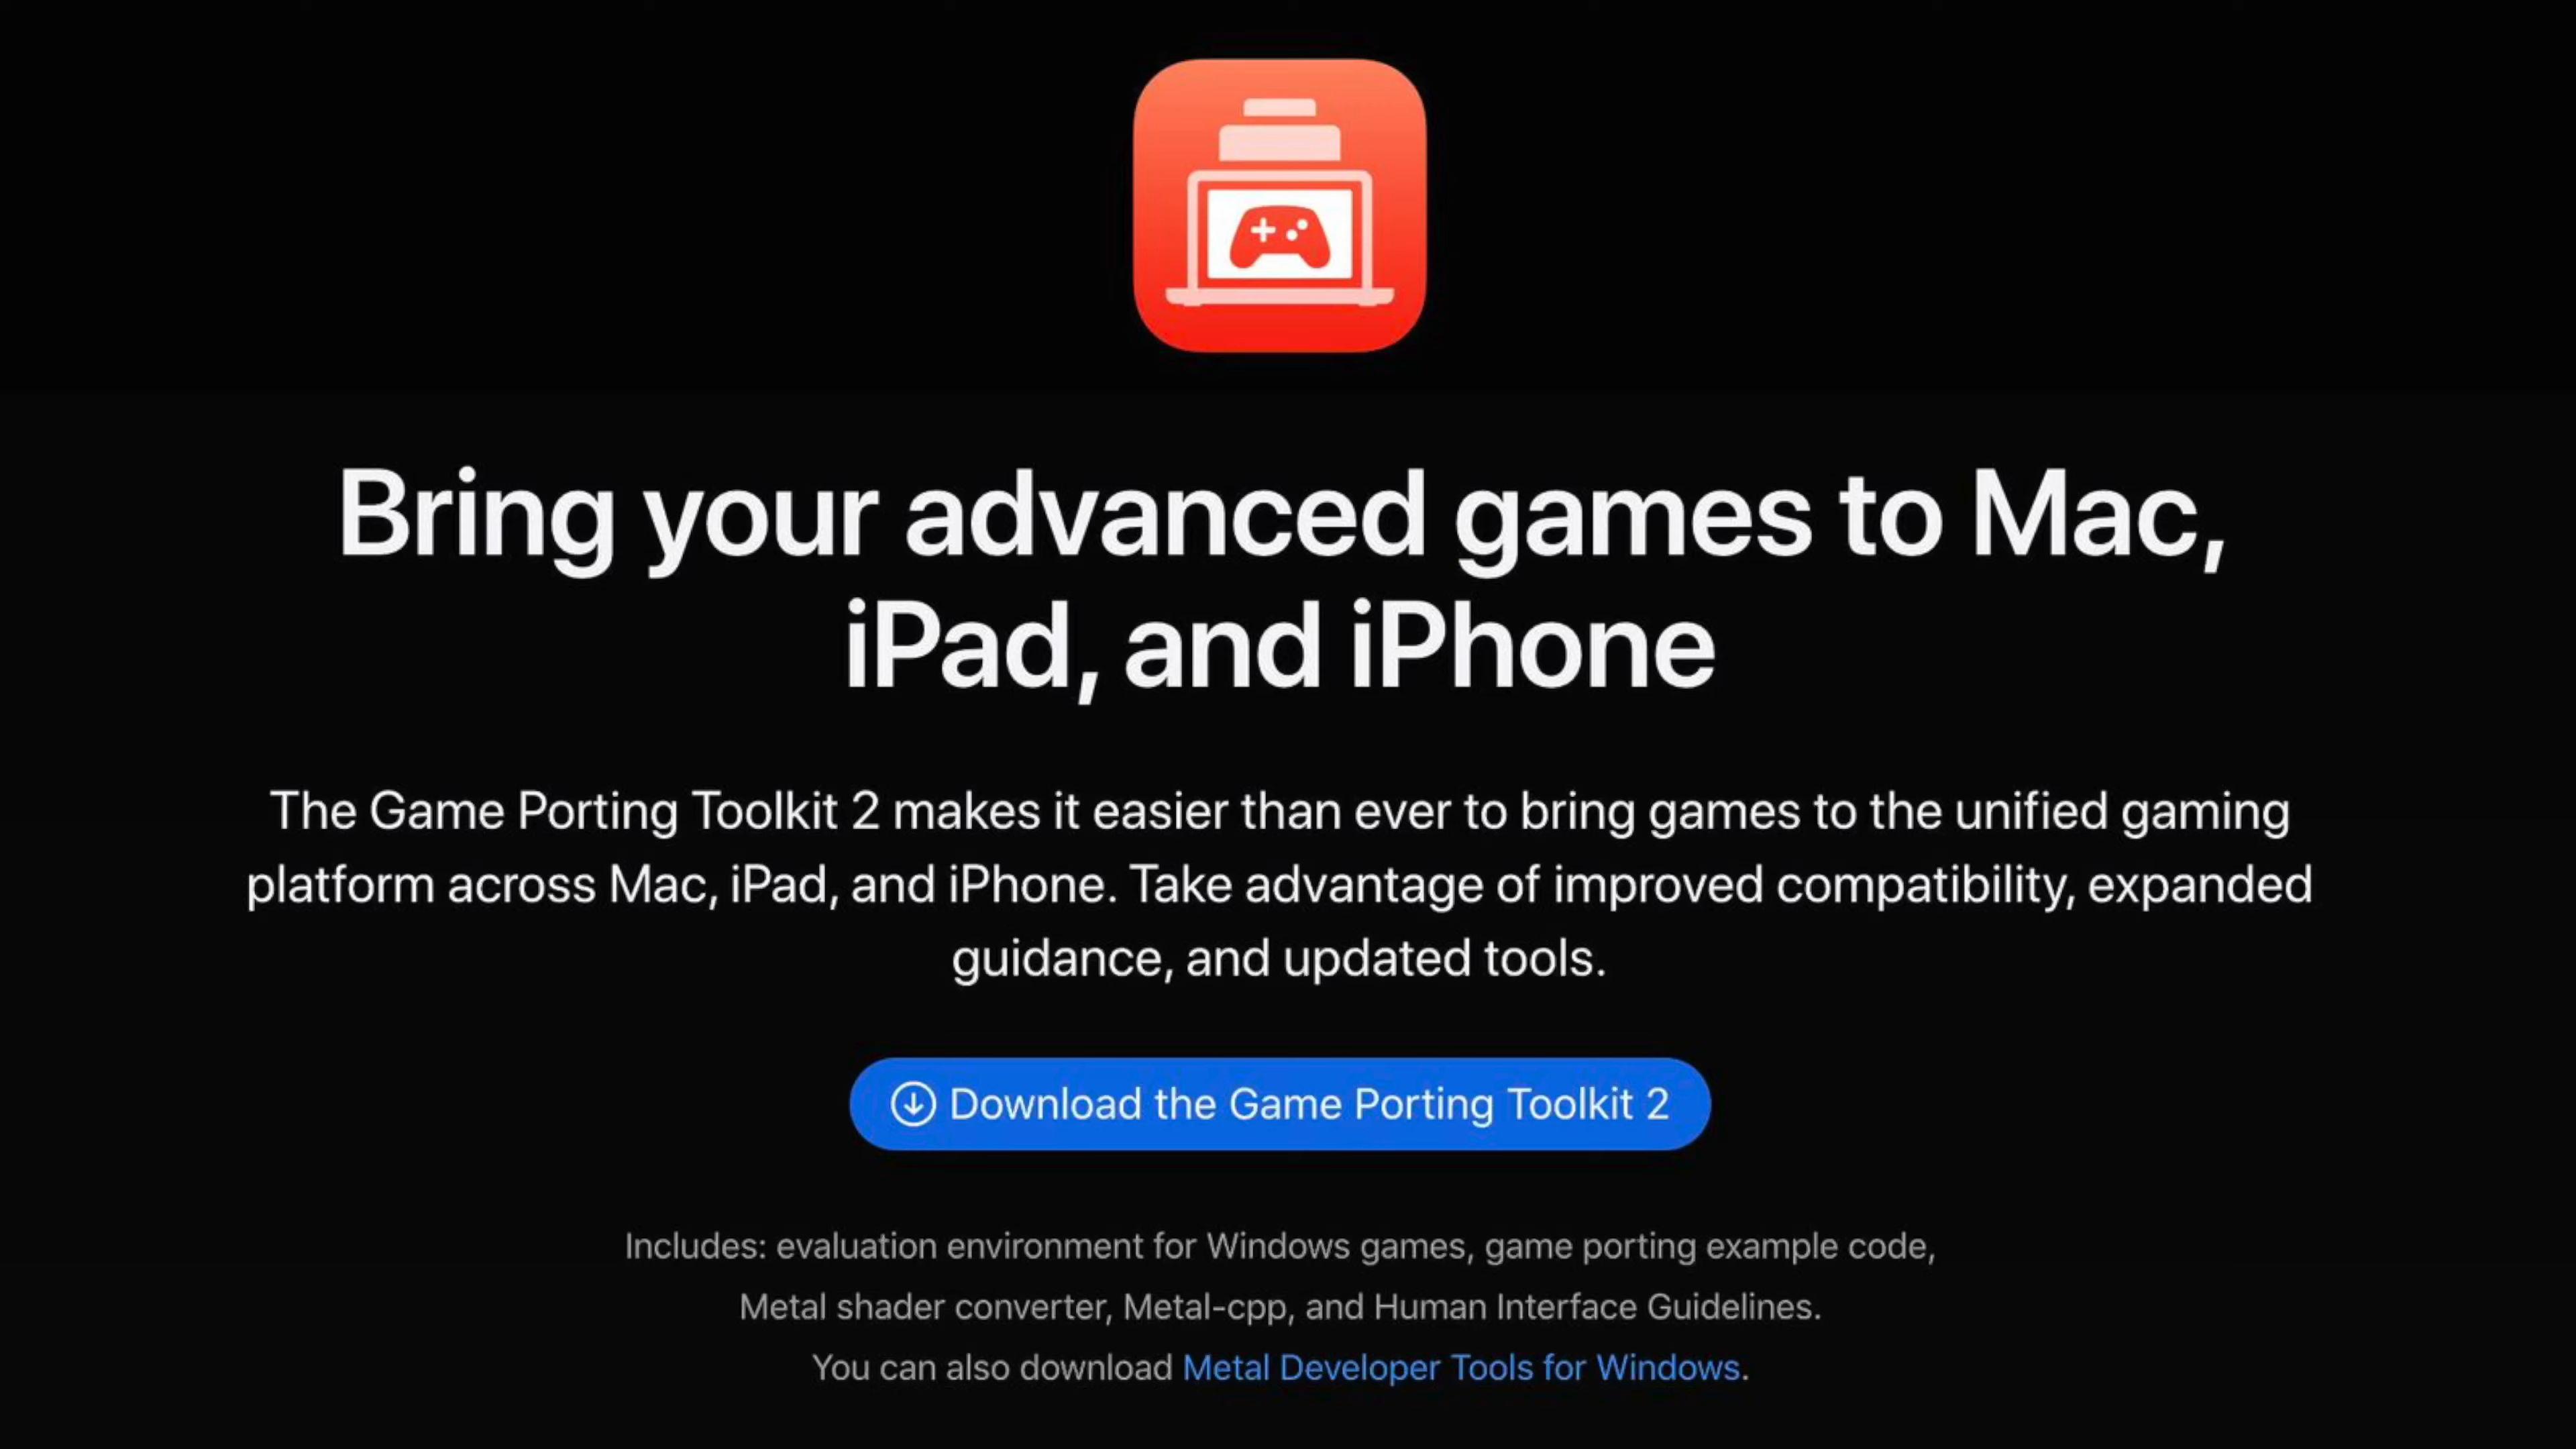 Bring your advanced games to Mac,
iPad, and iPhone
The Game Porting Toolkit 2 makes it easier than ever to bring games to the unified gaming
platform across Mac, iPad, and iPhone. Take advantage of improved compatibility, expanded
guidance, and updated tools.
Download the Game Porting Toolkit 2
Includes: evaluation environment for Windows games, game porting example code,
Metal shader converter, Metal-cpp, and Human Interface Guidelines.
You can also download Metal Developer Tools for Windows.